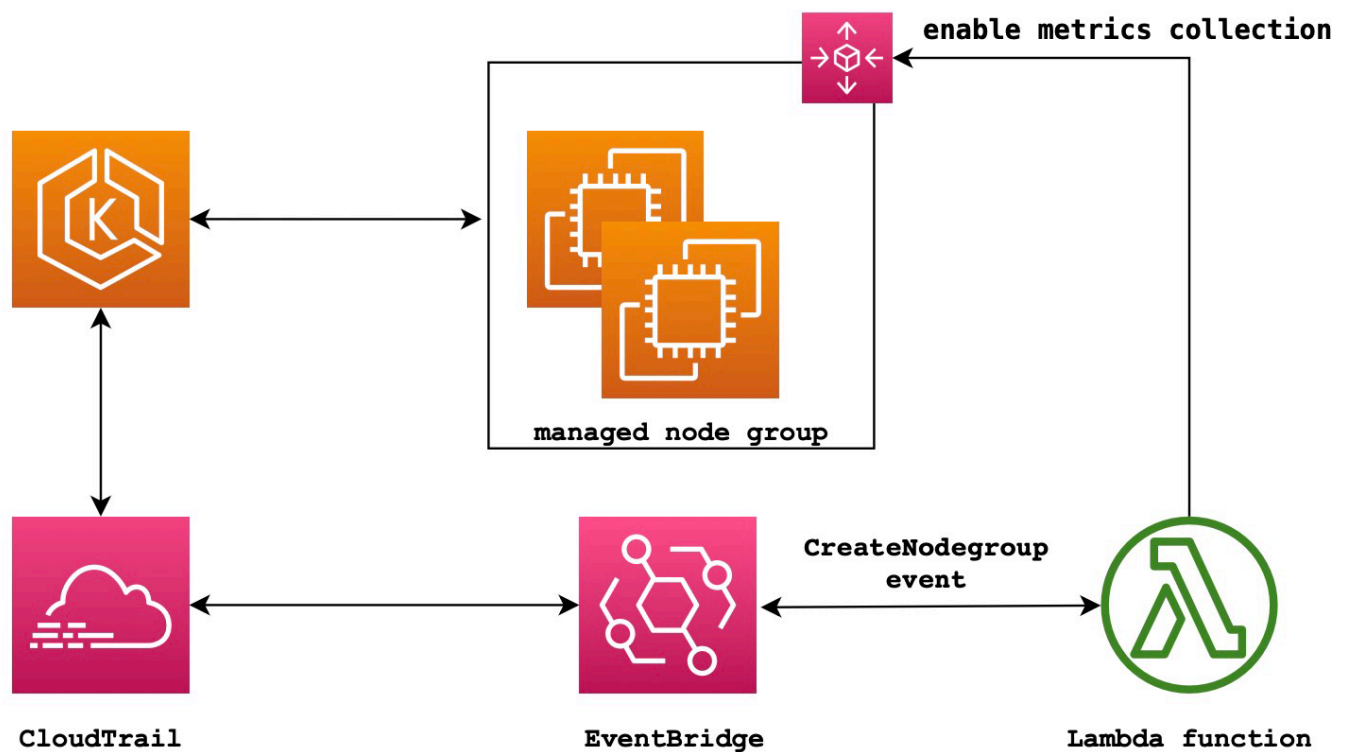 enable metrics collection
K
managed node group
CreateNodegroup
event
CloudTrail
EventBridge
Lambda function